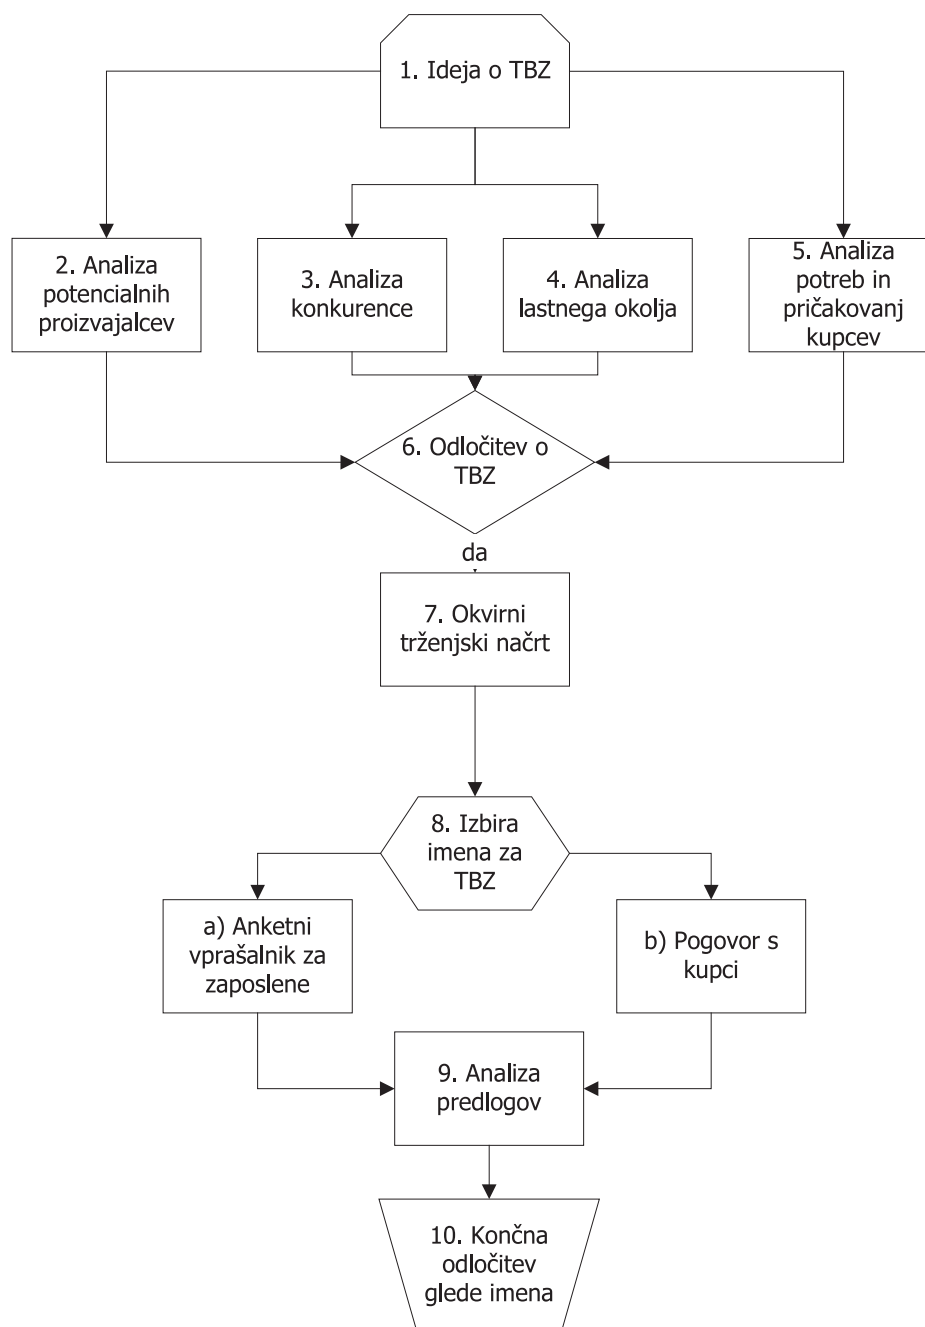 1. Ideja o TBZ
2. Analiza
potencialnih
proizvajalcev
3. Analiza
konkurence
4. Analiza
lastnega okolja
5. Analiza
potreb in
pričakovanj
kupcev
6. Odločitev o
TBZ
da
7. Okvirni
trženjski načrt
8. Izbira
imena za
TBZ
a) Anketni
vprašalnik za
zaposlene
b) Pogovor s
kupci
9. Analiza
predlogov
10. Končna
odločitev
glede imena